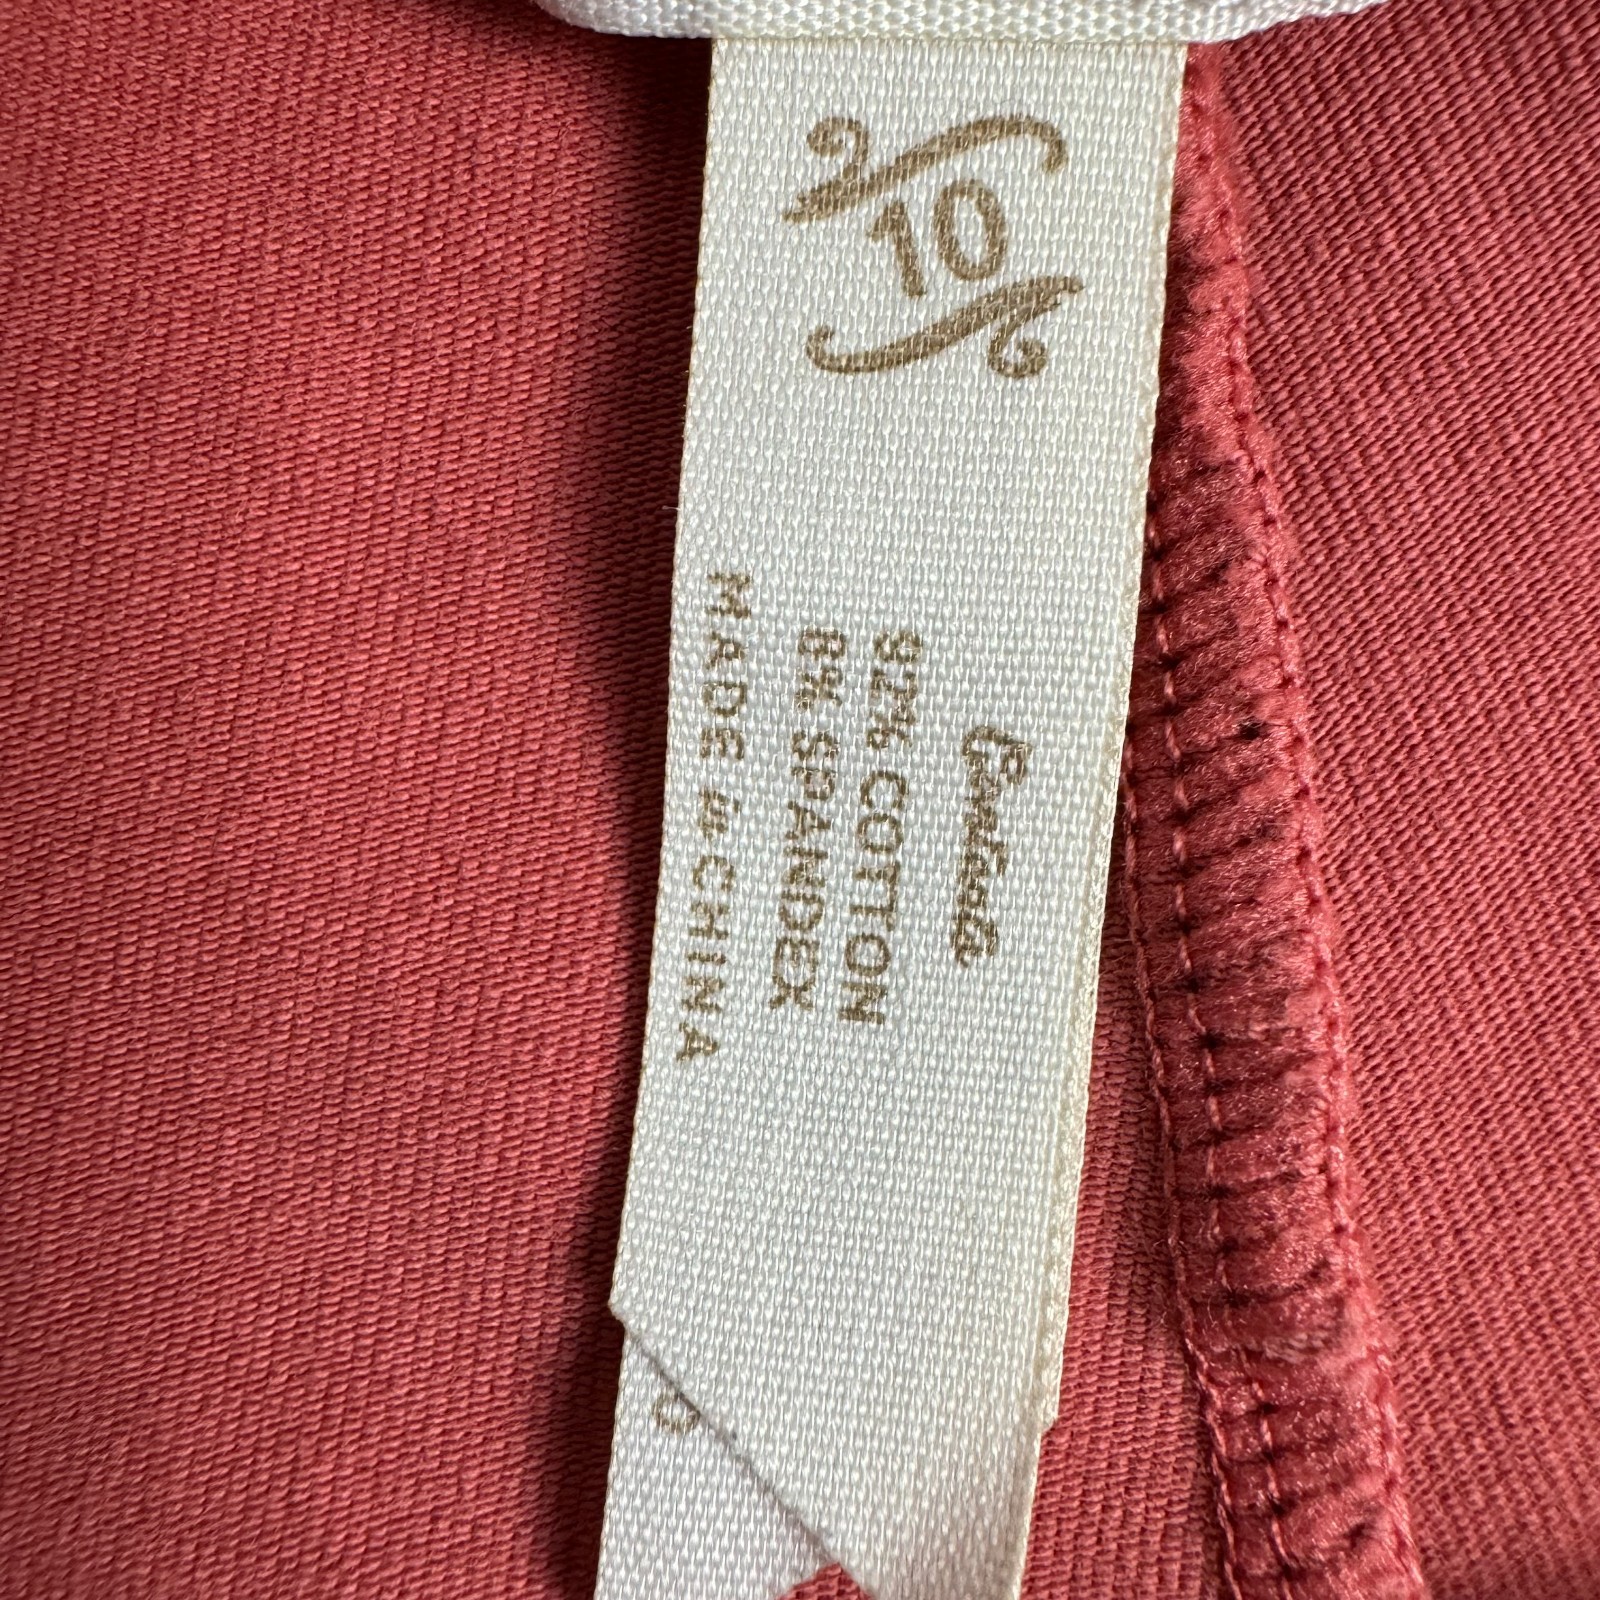 10
92% COTTON
8% SPANDEX
MADE in CHINA